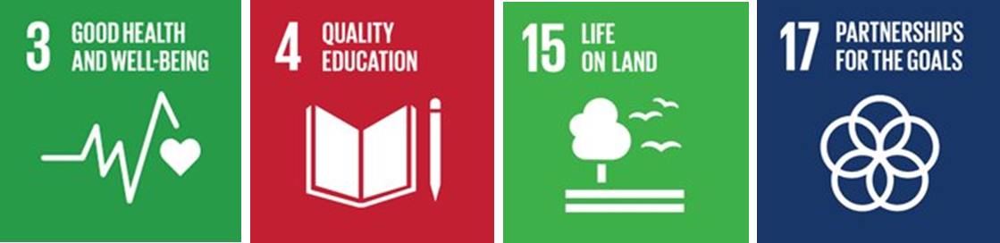 3 GOOD HEALTH
AND WELL-BEING
4 QUALITY
EDUCATION
15 LIFE
ON LAND
17 PARTNERSHIPS
FOR THE GOALS